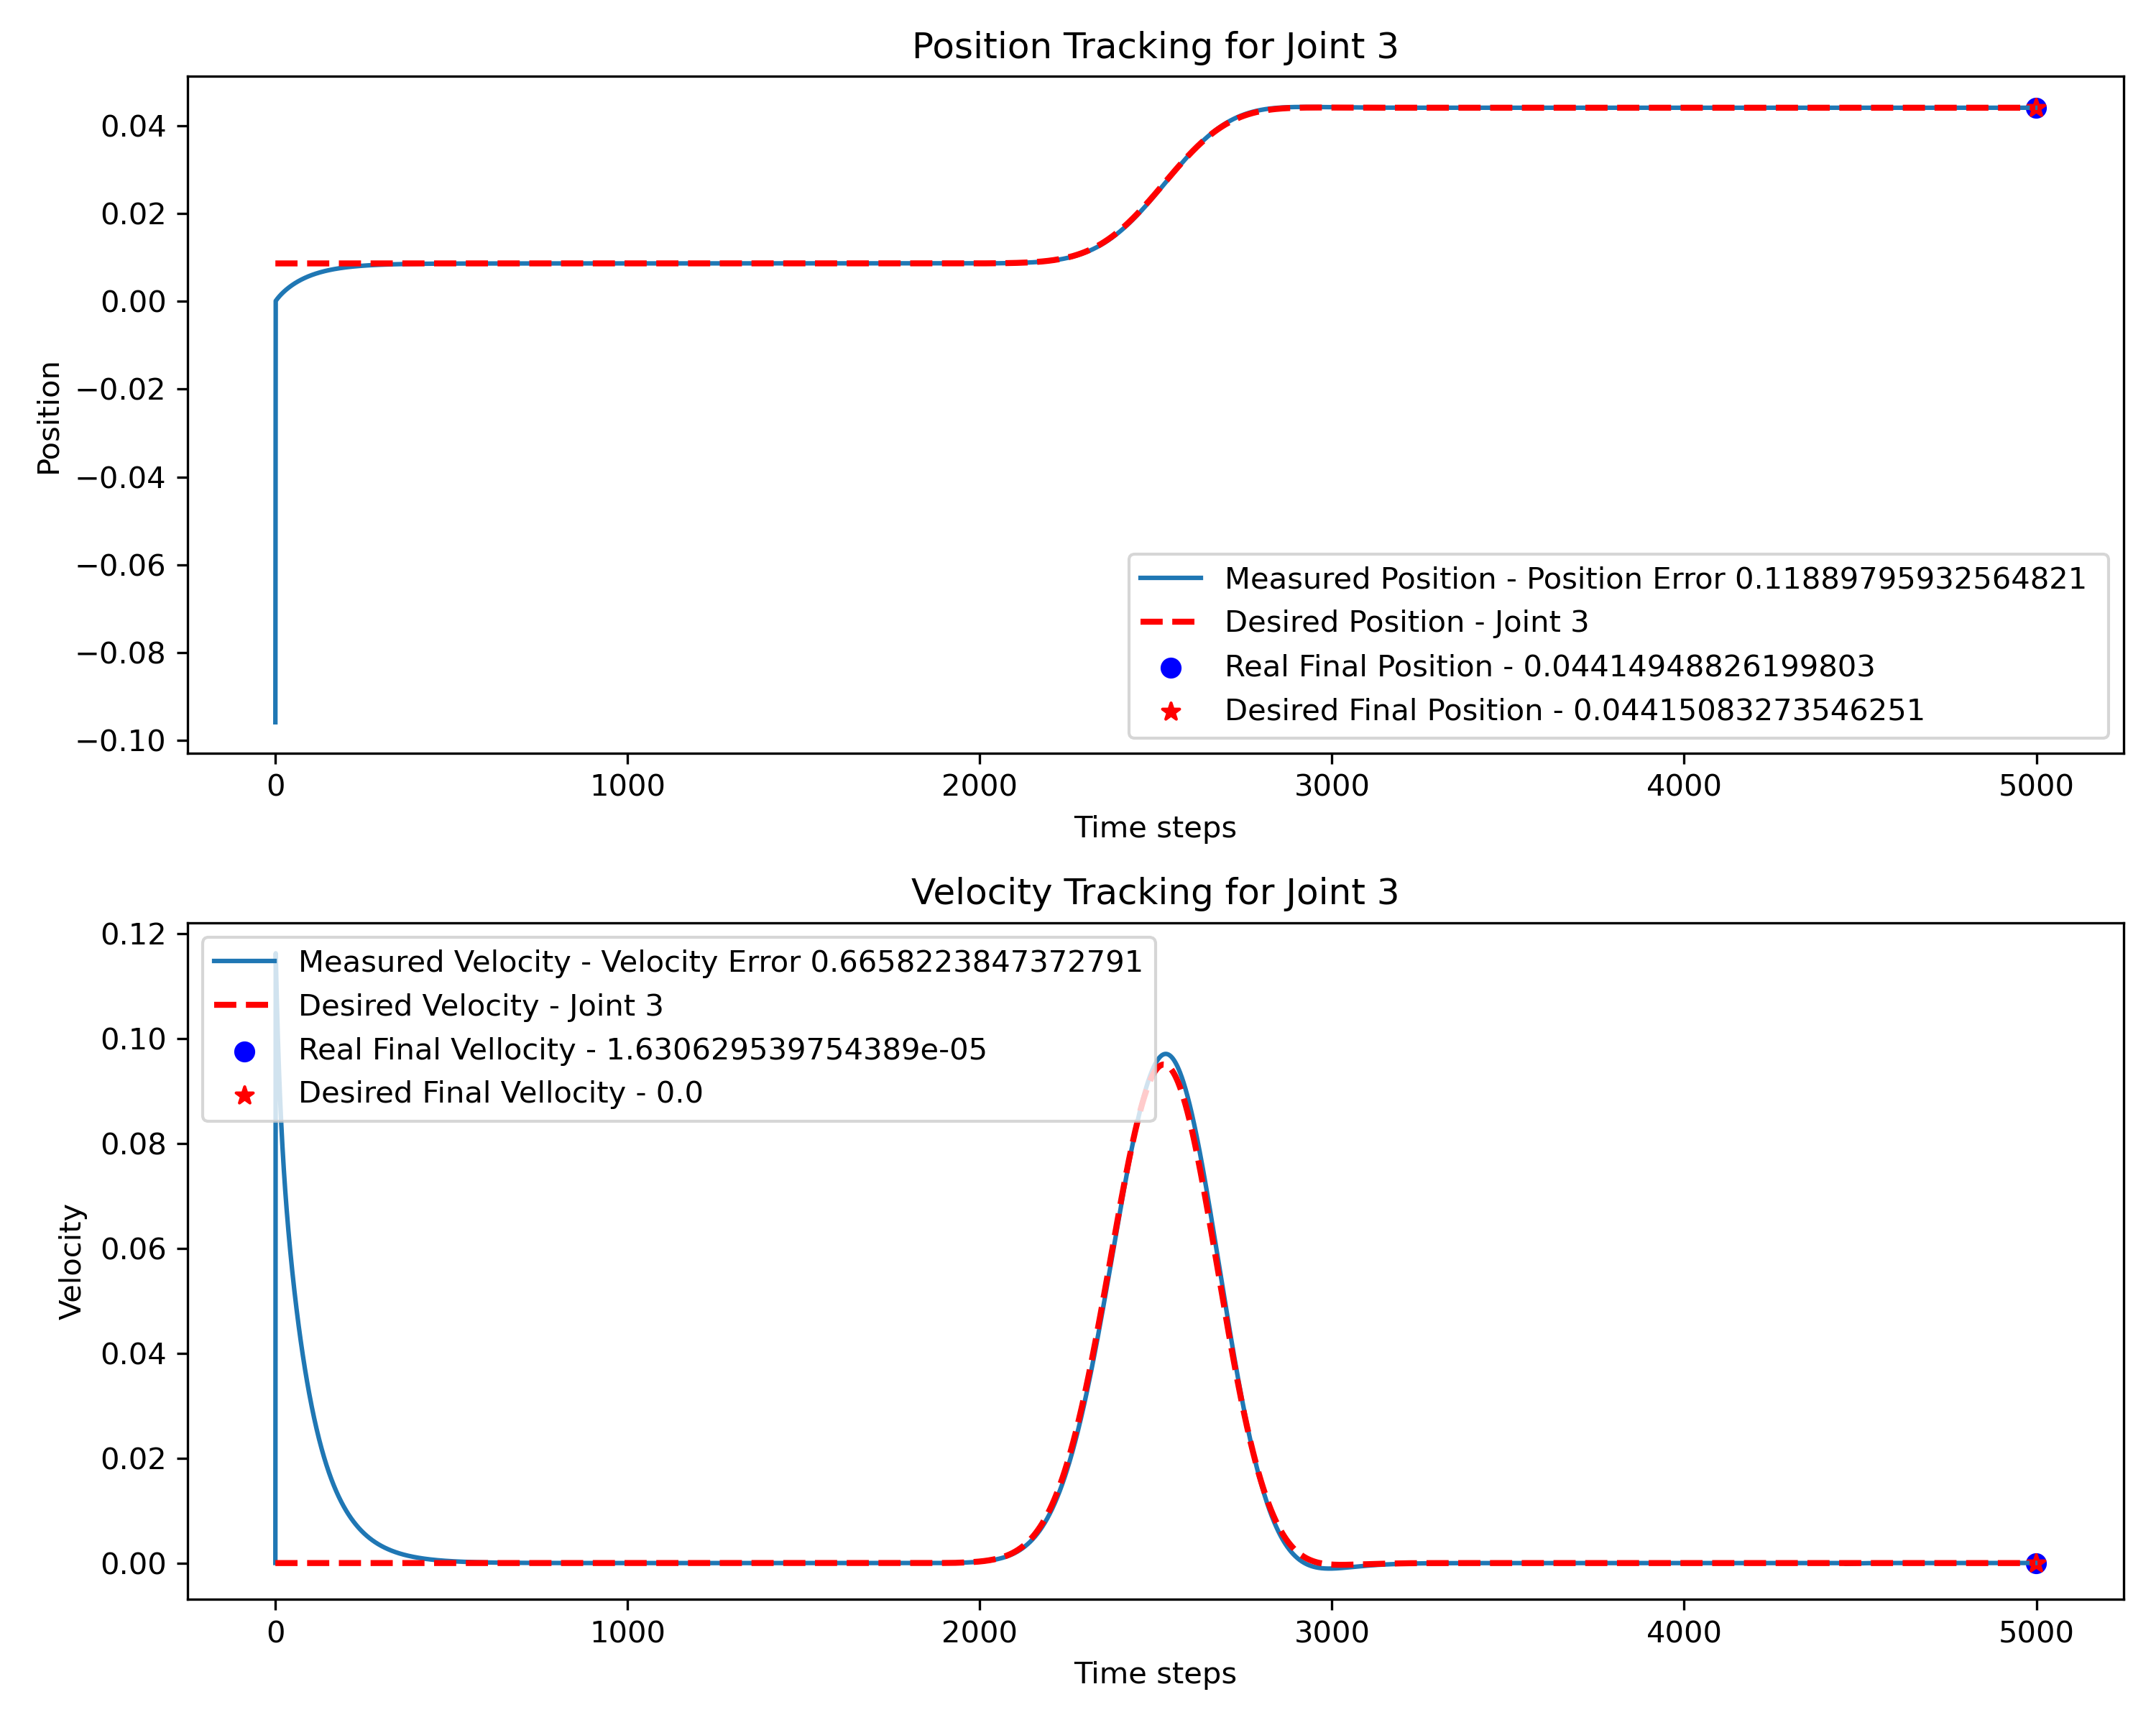 Position Tracking for Joint 3
Position
0.04
0.02
0.00
−0.02
−0.04
−0.06
−0.08
−0.10
Measured Position - Position Error 0.11889795932564821
Desired Position - Joint 3
Real Final Position - 0.04414948826199803
Desired Final Position - 0.04415083273546251
0 1000 2000 3000 4000 5000
Time steps
Velocity Tracking for Joint 3
Velocity
0.12
0.10
0.08
0.06
0.04
0.02
0.00
Measured Velocity - Velocity Error 0.6658223847372791
Desired Velocity - Joint 3
Real Final Vellocity - 1.630629539754389e-05
Desired Final Vellocity - 0.0
0 1000 2000 3000 4000 5000
Time steps